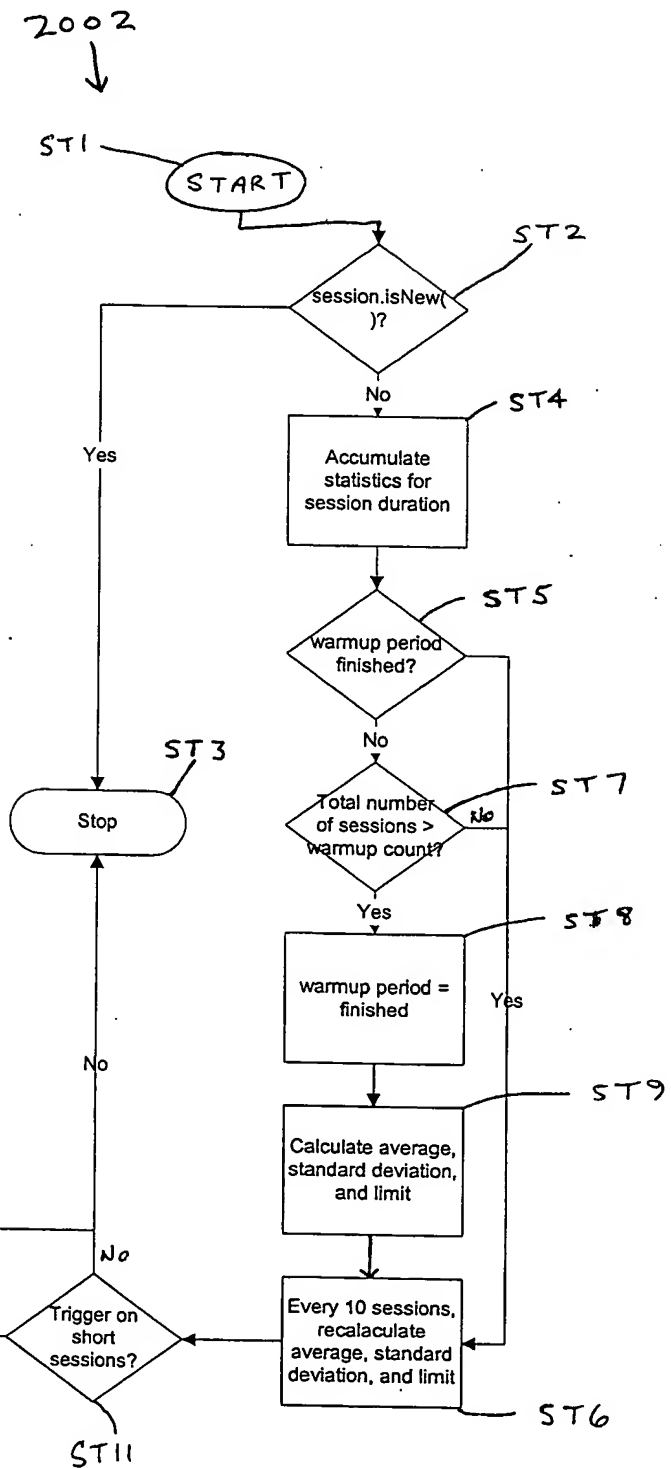 2002
ST1
START
ST2
session.isNew(
)?
No
ST4
Yes
Accumulate
statistics for
session duration
ST5
warmup period
finished?
No
ST3
Stop
ST7
Total number
of sessions >
warmup count?
No
Yes
ST8
warmup period =
finished
Yes
No
ST9
Calculate average,
standard deviation,
and limit
No
Trigger on
short
sessions?
Every 10 sessions,
recalaculate
average, standard
deviation, and limit
ST6
ST11